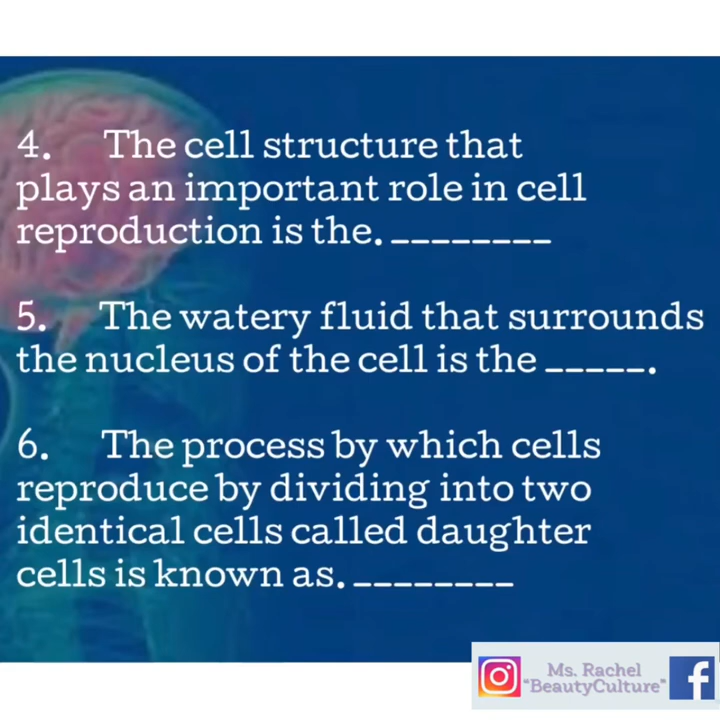 4. The cell structure that
plays an important role in cell
reproduction is the. ________
5. The watery fluid that surrounds
the nucleus of the cell is the _____.
6. The process by which cells
reproduce by dividing into two
identical cells called daughter
cells is known as. ________
Ms. Rachel
"BeautyCulture"